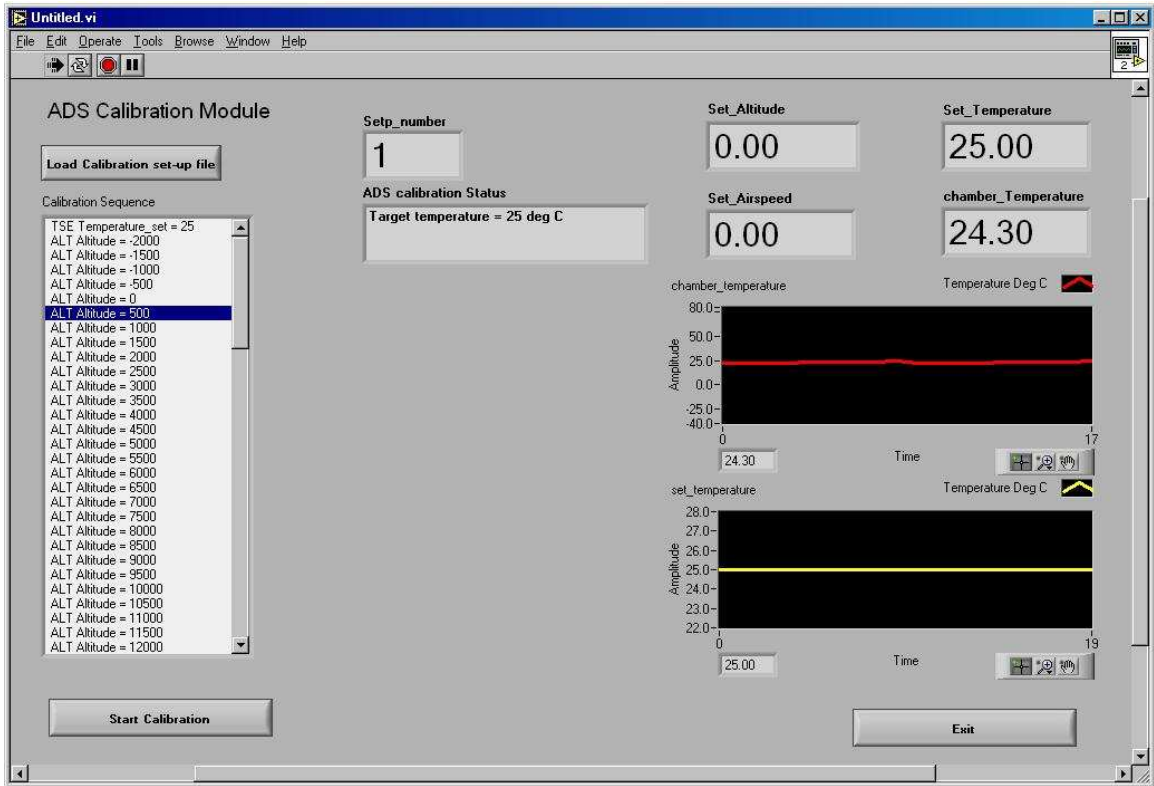 Untitled.vi
File Edit Operate Tools Browse Window Help
2
ADS Calibration Module
Load Calibration set-up file
Calibration Sequence
TSE Temperature_set = 25
ALT Altitude = -2000
ALT Altitude = -1500
ALT Altitude = -1000
ALT Altitude = -500
ALT Altitude = 0
ALT Altitude = 500
ALT Altitude = 1000
ALT Altitude = 1500
ALT Altitude = 2000
ALT Altitude = 2500
ALT Altitude = 3000
ALT Altitude = 3500
ALT Altitude = 4000
ALT Altitude = 4500
ALT Altitude = 5000
ALT Altitude = 5500
ALT Altitude = 6000
ALT Altitude = 6500
ALT Altitude = 7000
ALT Altitude = 7500
ALT Altitude = 8000
ALT Altitude = 8500
ALT Altitude = 9000
ALT Altitude = 9500
ALT Altitude = 10000
ALT Altitude = 10500
ALT Altitude = 11000
ALT Altitude = 11500
ALT Altitude = 12000
Start Calibration
Setp_number
1
ADS calibration Status
Target temperature = 25 deg C
Set_Altitude
0.00
Set_Temperature
25.00
Set_Airspeed
0.00
chamber_Temperature
24.30
chamber_temperature
Temperature Deg C
Amplitude
80.0
50.0
25.0
0.0
-25.0
-40.0
0
17
Time
24.30
set_temperature
Temperature Deg C
Amplitude
28.0
27.0
26.0
25.0
24.0
23.0
22.0
0
19
Time
25.00
Exit